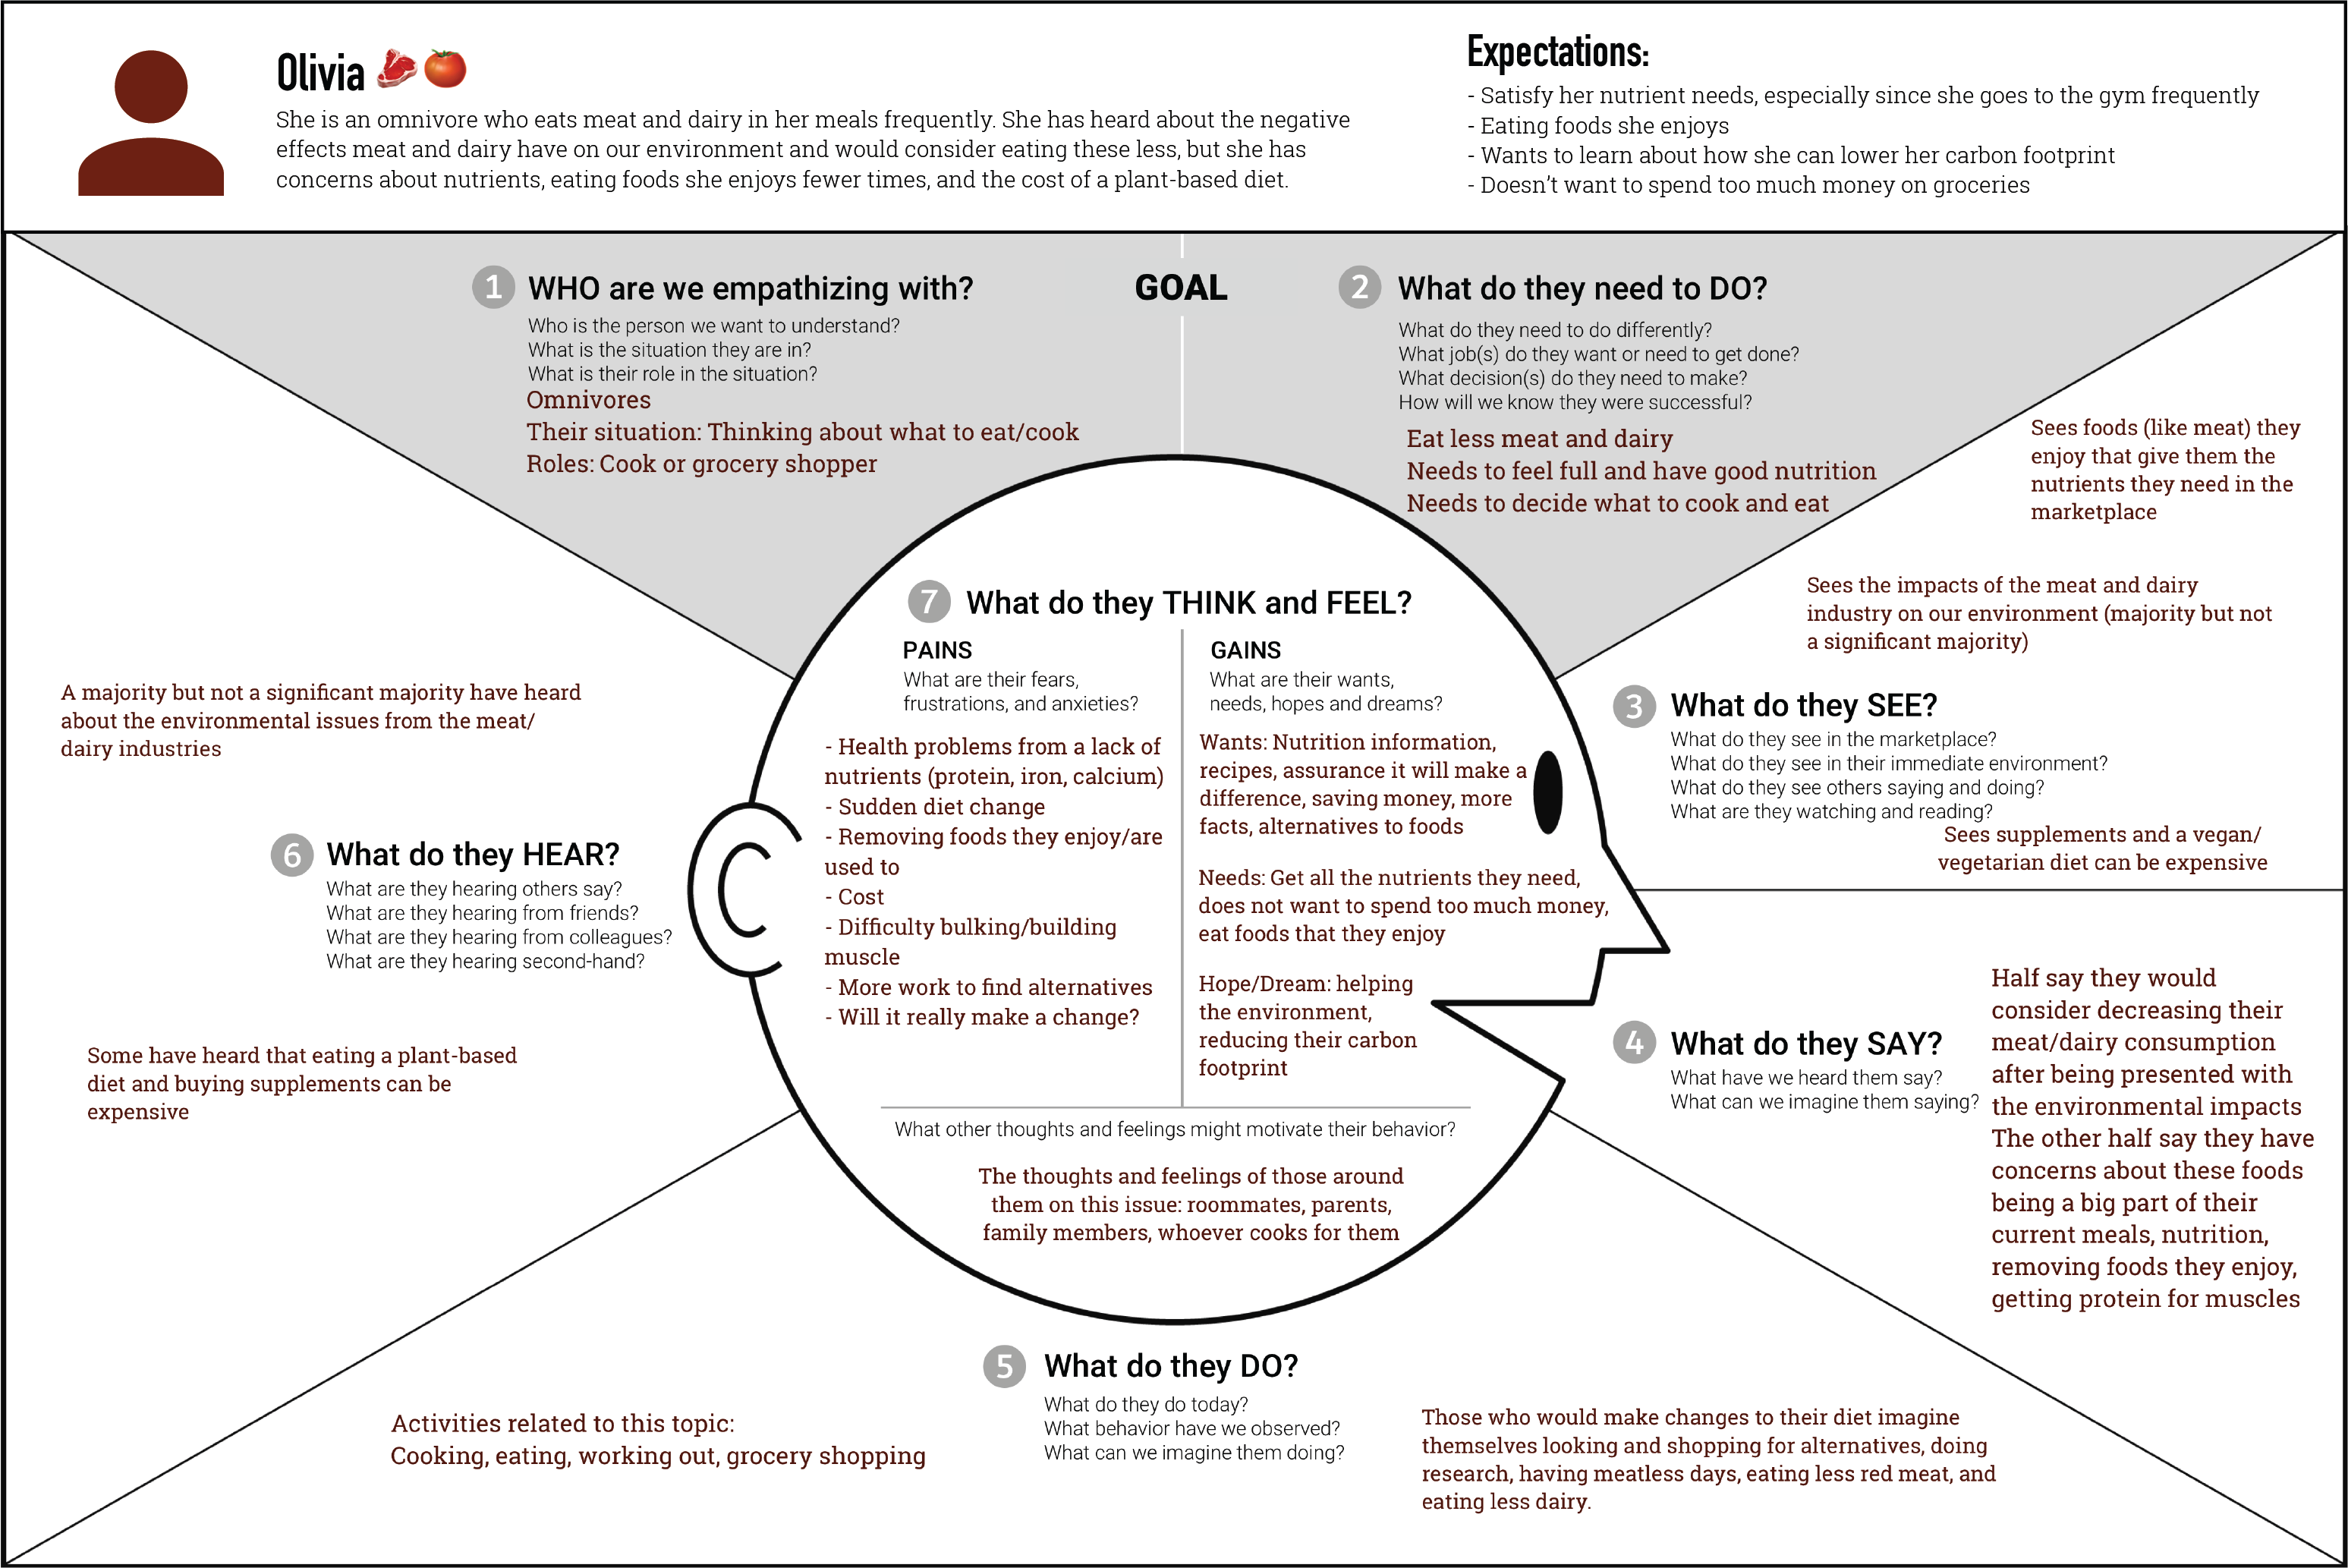 Olivia
She is an omnivore who eats meat and dairy in her meals frequently. She has heard about the negative
effects meat and dairy have on our environment and would consider eating these less, but she has
concerns about nutrients, eating foods she enjoys fewer times, and the cost of a plant-based diet.
Expectations:
- Satisfy her nutrient needs, especially since she goes to the gym frequently
- Eating foods she enjoys
- Wants to learn about how she can lower her carbon footprint
- Doesn't want to spend too much money on groceries
GOAL
1 WHO are we empathizing with?
Who is the person we want to understand?
What is the situation they are in?
What is their role in the situation?
Omnivores
Their situation: Thinking about what to eat/cook
Roles: Cook or grocery shopper
2 What do they need to DO?
What do they need to do differently?
What job(s) do they want or need to get done?
What decision(s) do they need to make?
How will we know they were successful?
Eat less meat and dairy
Needs to feel full and have good nutrition
Needs to decide what to cook and eat
Sees foods (like meat) they
enjoy that give them the
nutrients they need in the
marketplace
Sees the impacts of the meat and dairy
industry on our environment (majority but not
a significant majority)
3 What do they SEE?
What do they see in the marketplace?
What do they see in their immediate environment?
What do they see others saying and doing?
What are they watching and reading?
Sees supplements and a vegan/
vegetarian diet can be expensive
4 What do they SAY?
What have we heard them say?
What can we imagine them saying?
Half say they would
consider decreasing their
meat/dairy consumption
after being presented with
the environmental impacts
The other half say they have
concerns about these foods
being a big part of their
current meals, nutrition,
removing foods they enjoy,
getting protein for muscles
5 What do they DO?
What do they do today?
What behavior have we observed?
What can we imagine them doing?
Activities related to this topic:
Cooking, eating, working out, grocery shopping
Those who would make changes to their diet imagine
themselves looking and shopping for alternatives, doing
research, having meatless days, eating less red meat, and
eating less dairy.
A majority but not a significant majority have heard
about the environmental issues from the meat/
dairy industries
6 What do they HEAR?
What are they hearing others say?
What are they hearing from friends?
What are they hearing from colleagues?
What are they hearing second-hand?
Some have heard that eating a plant-based
diet and buying supplements can be
expensive
7 What do they THINK and FEEL?
PAINS
What are their fears,
frustrations, and anxieties?
- Health problems from a lack of
nutrients (protein, iron, calcium)
- Sudden diet change
- Removing foods they enjoy/are
used to
- Cost
- Difficulty bulking/building
muscle
- More work to find alternatives
- Will it really make a change?
GAINS
What are their wants,
needs, hopes and dreams?
Wants: Nutrition information,
recipes, assurance it will make a
difference, saving money, more
facts, alternatives to foods
Needs: Get all the nutrients they need,
does not want to spend too much money,
eat foods that they enjoy
Hope/Dream: helping
the environment,
reducing their carbon
footprint
What other thoughts and feelings might motivate their behavior?
The thoughts and feelings of those around
them on this issue: roommates, parents,
family members, whoever cooks for them